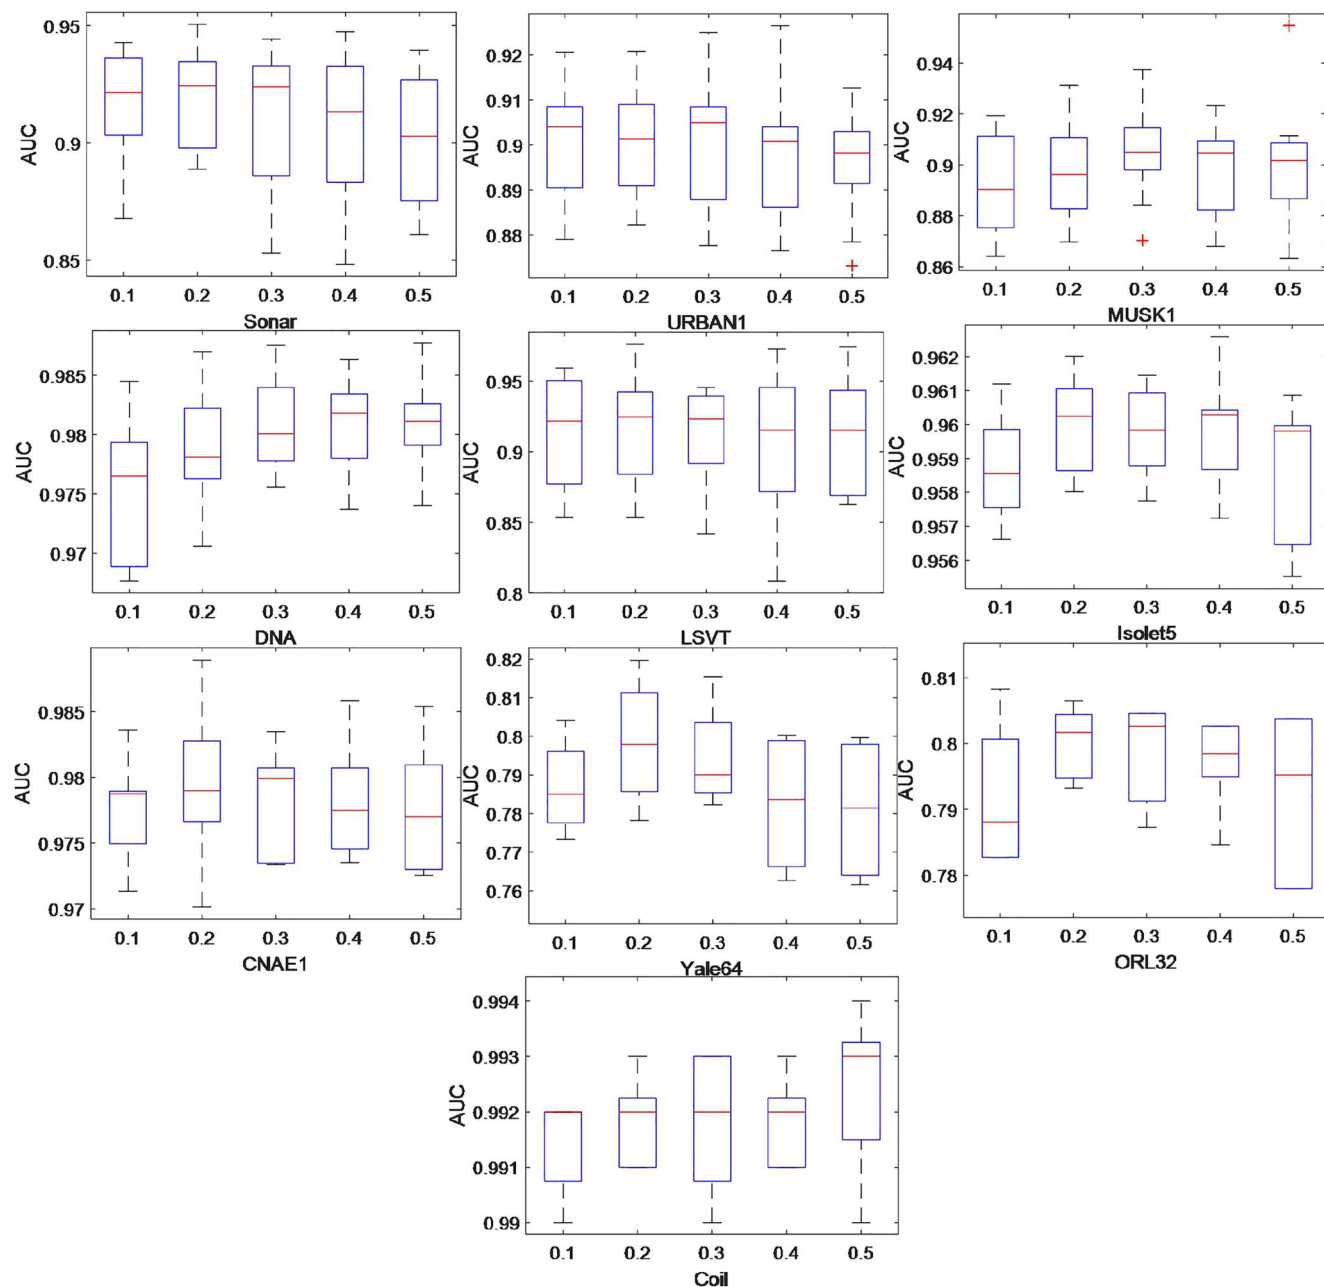 0.95
0.9
0.85
AUC
0.1 0.2 0.3 0.4 0.5
Sonar
0.92
0.91
0.9
0.89
0.88
AUC
0.1 0.2 0.3 0.4 0.5
URBAN1
0.94
0.92
0.9
0.88
0.86
AUC
0.1 0.2 0.3 0.4 0.5
MUSK1
0.985
0.98
0.975
0.97
AUC
0.1 0.2 0.3 0.4 0.5
DNA
0.95
0.9
0.85
0.8
AUC
0.1 0.2 0.3 0.4 0.5
LSVT
0.962
0.961
0.96
0.959
0.958
0.957
0.956
AUC
0.1 0.2 0.3 0.4 0.5
Isolet5
0.985
0.98
0.975
0.97
AUC
0.1 0.2 0.3 0.4 0.5
CNAE1
0.82
0.81
0.8
0.79
0.78
0.77
0.76
AUC
0.1 0.2 0.3 0.4 0.5
Yale64
0.81
0.8
0.79
0.78
AUC
0.1 0.2 0.3 0.4 0.5
ORL32
0.994
0.993
0.992
0.991
0.99
AUC
0.1 0.2 0.3 0.4 0.5
Coil